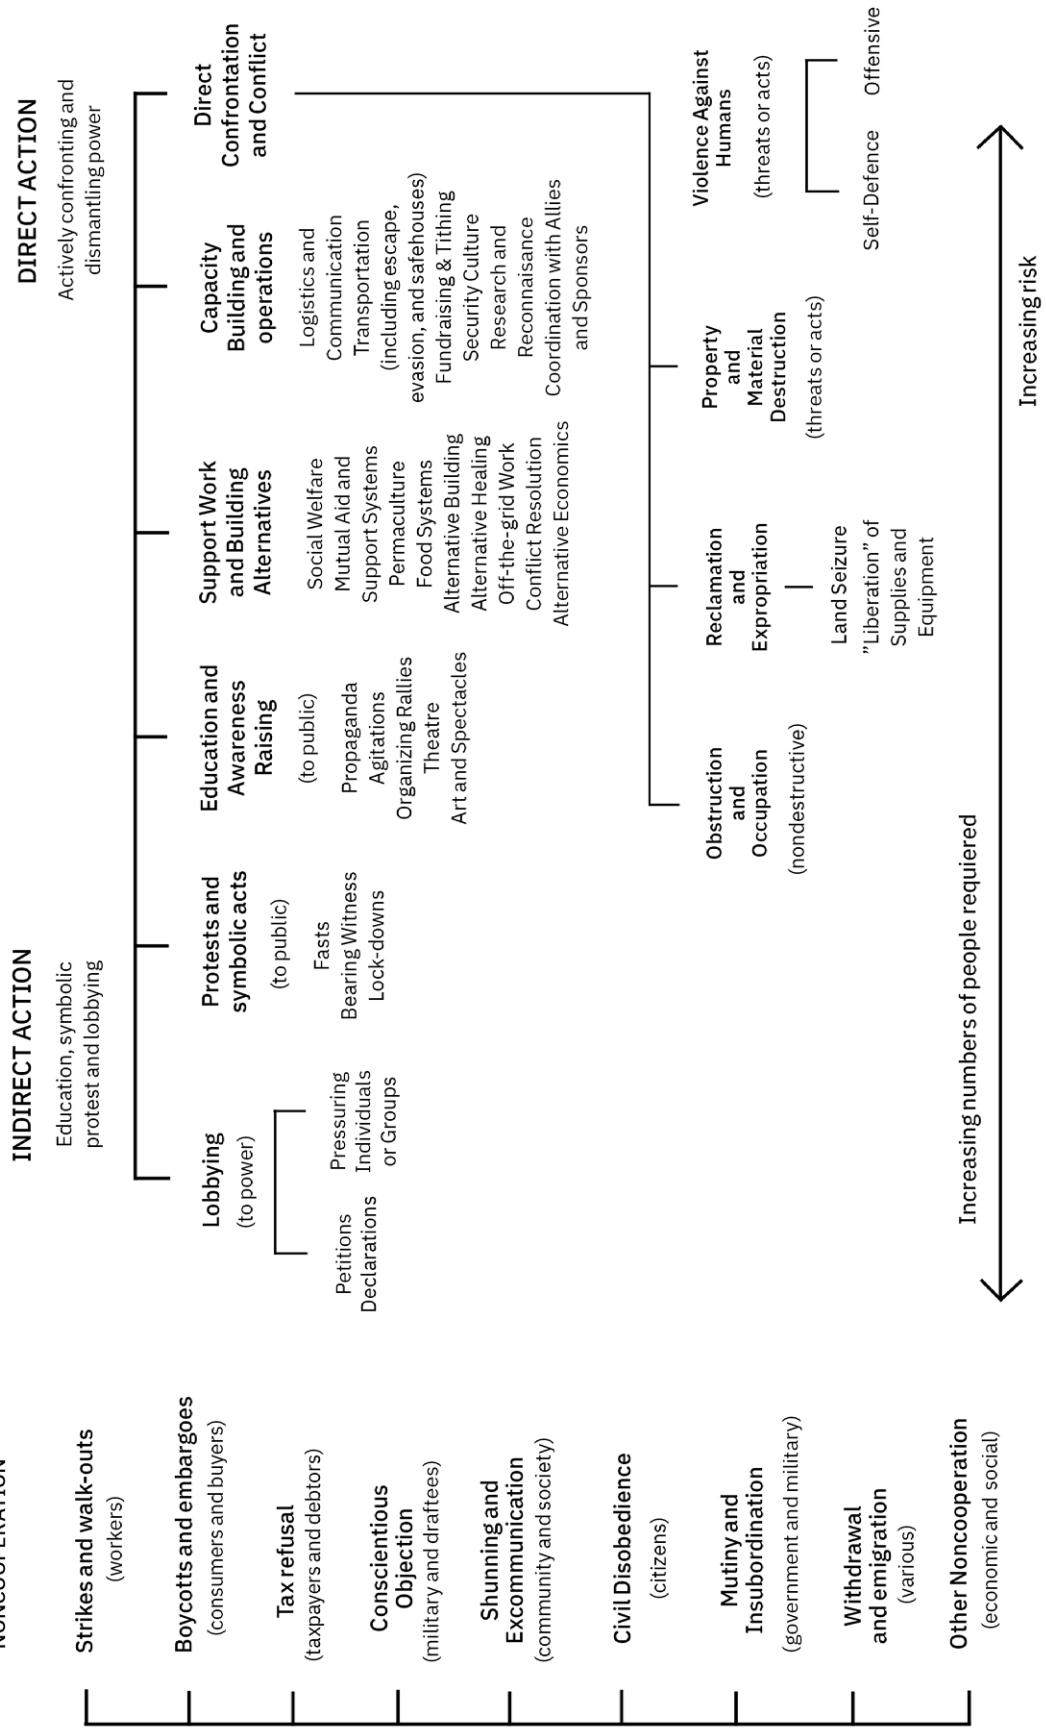 NONCOOPERATION
Strikes and walk-outs
(workers)
Boycotts and embargoes
(consumers and buyers)
Tax refusal
(taxpayers and debtors)
Conscientious
Objection
(military and draftees)
Shunning and
Excommunication
(community and society)
Civil Disobedience
(citizens)
Mutiny and
Insubordination
(government and military)
Withdrawal
and emigration
(various)
Other Noncooperation
(economic and social)
INDIRECT ACTION
Education, symbolic
protest and lobbying
DIRECT ACTION
Actively confronting and
dismantling power
Lobbying
(to power)
Petitions
Declarations
Pressuring
Individuals
or Groups
Protests and
symbolic acts
(to public)
Fasts
Bearing Witness
Lock-downs
Education and
Awareness
Raising
(to public)
Propaganda
Agitations
Organizing Rallies
Theatre
Art and Spectacles
Support Work
and Building
Alternatives
Social Welfare
Mutual Aid and
Support Systems
Permaculture
Food Systems
Alternative Building
Alternative Healing
Off-the-grid Work
Conflict Resolution
Alternative Economics
Capacity
Building and
operations
Logistics and
Communication
Transportation
(including escape,
evasion, and safehouses)
Fundraising & Tithing
Security Culture
Research and
Reconnaisance
Coordination with Allies
and Sponsors
Direct
Confrontation
and Conflict
Obstruction
and
Occupation
(nondestructive)
Reclamation
and
Expropriation
Land Seizure
”Liberation” of
Supplies and
Equipment
Property
and
Material
Destruction
(threats or acts)
Violence Against
Humans
(threats or acts)
Self-Defence
Offensive
Increasing numbers of people requiered
Increasing risk